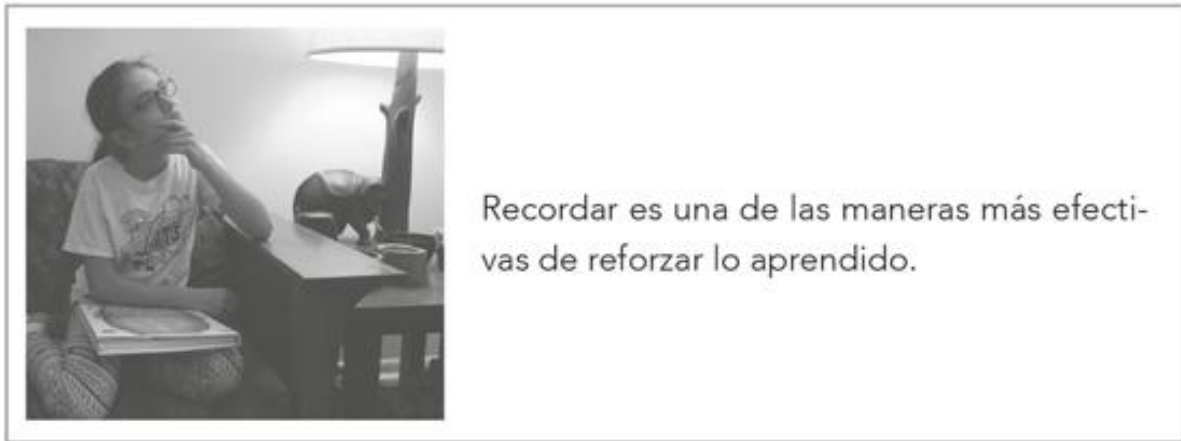 Recordar es una de las maneras más efecti-
vas de reforzar lo aprendido.